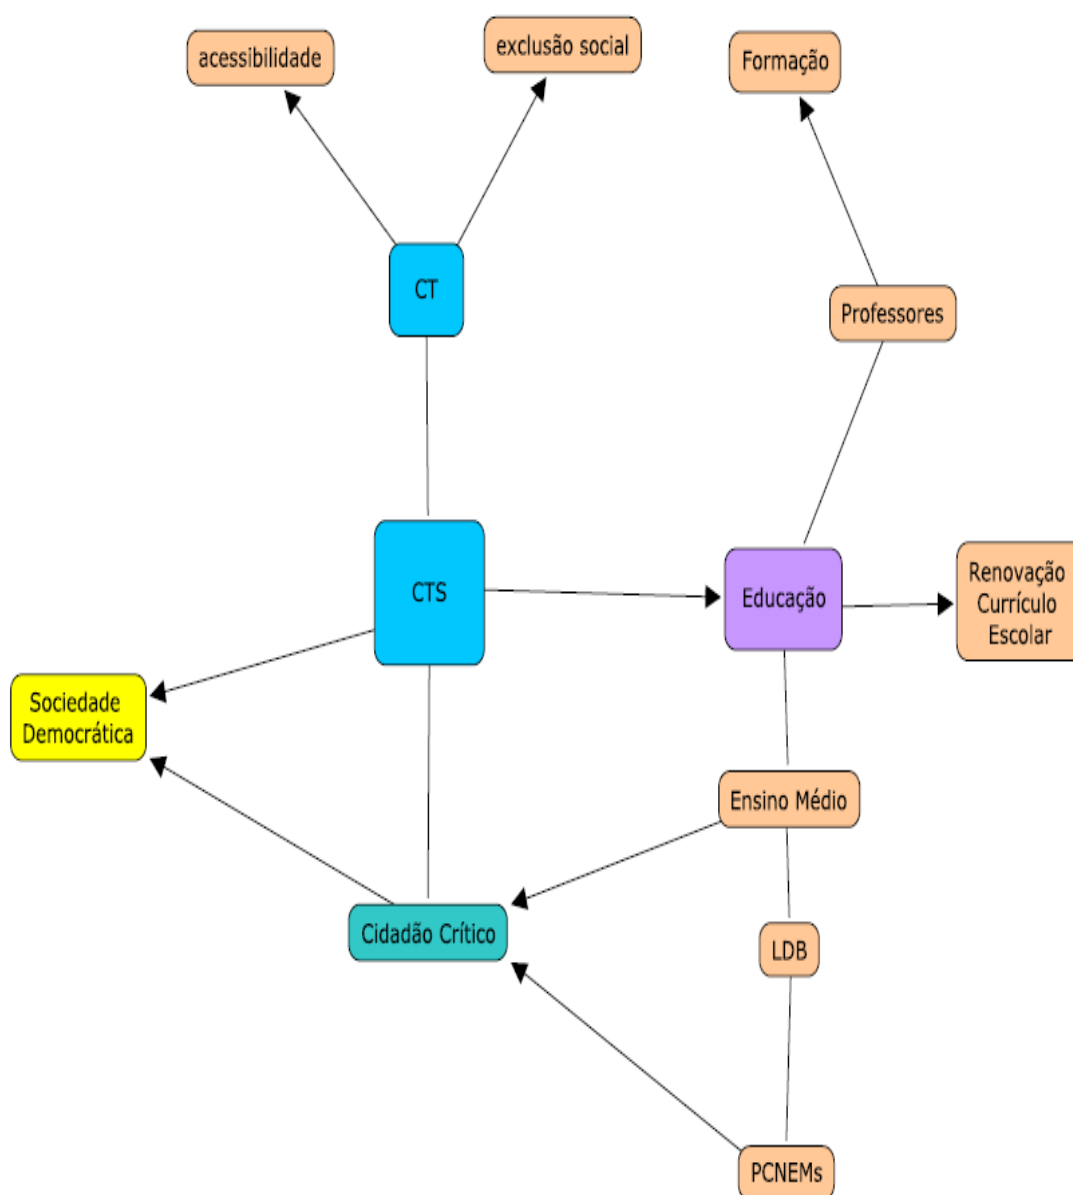 acessibilidade
exclusão social
Formação
CT
Professores
CTS
Educação
Renovação
Currículo
Escolar
Sociedade
Democrática
Ensino Médio
Cidadão Crítico
LDB
PCNEMs